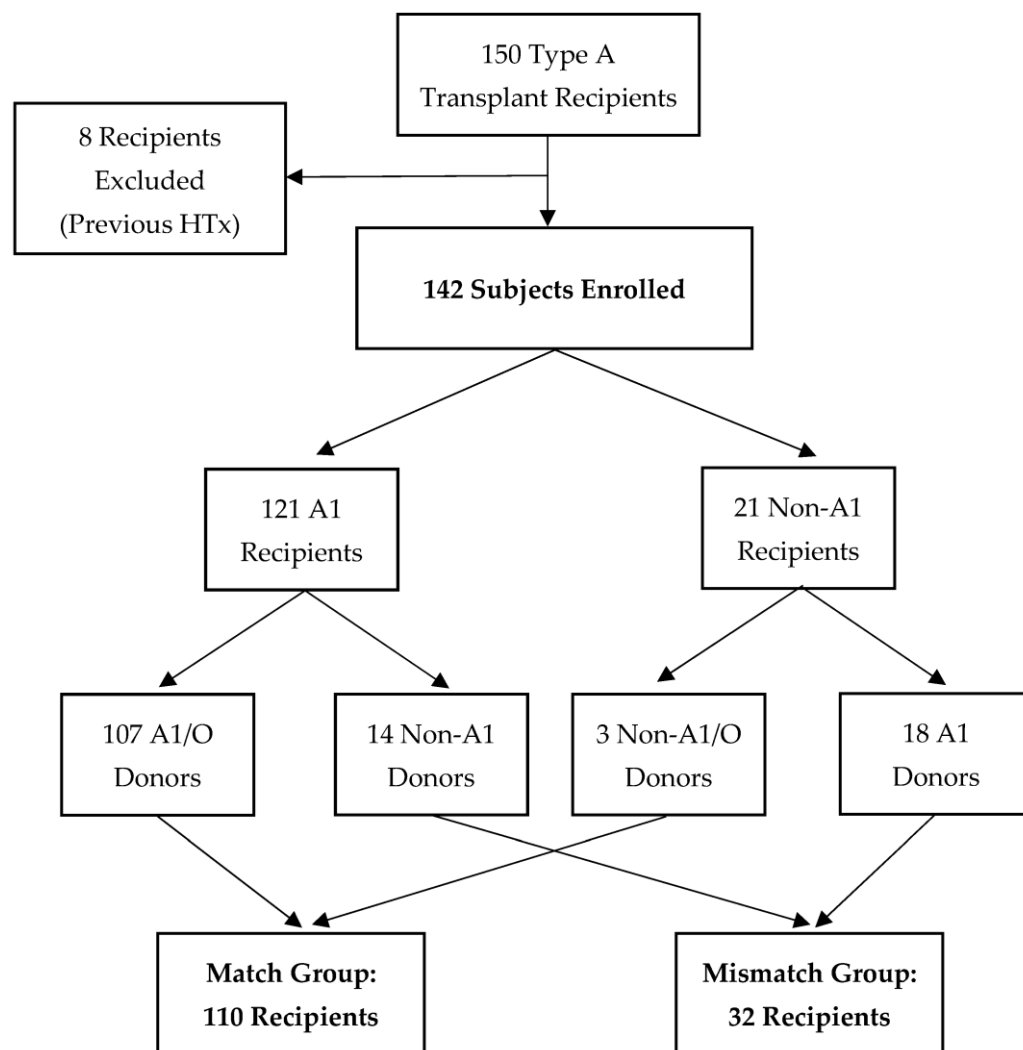 150 Type A
Transplant Recipients
8 Recipients
Excluded
(Previous HTx)
142 Subjects Enrolled
121 A1
Recipients
21 Non-A1
Recipients
107 A1/O
Donors
14 Non-A1
Donors
3 Non-A1/O
Donors
18 A1
Donors
Match Group:
110 Recipients
Mismatch Group:
32 Recipients